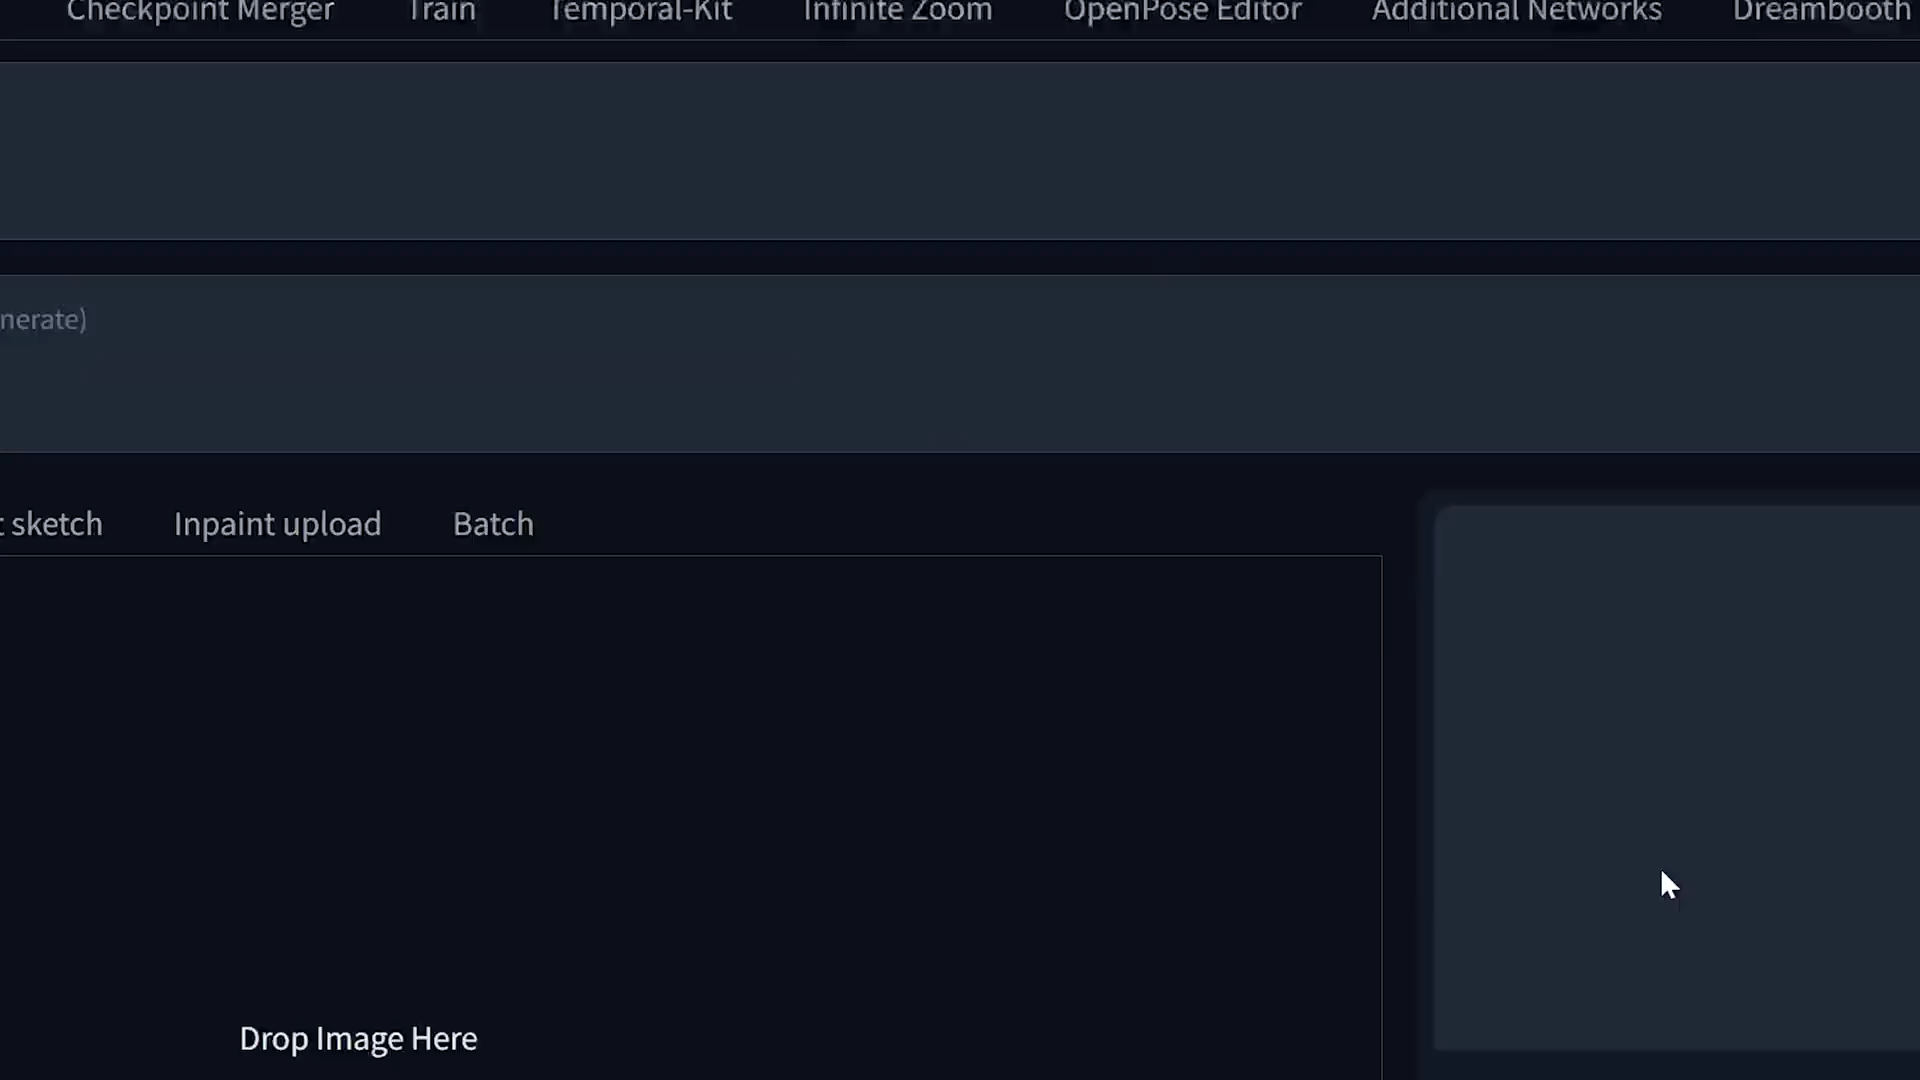 Checkpoint Merger Train Temporal-Kit Infinite Zoom OpenPose Editor Additional Networks Dreambooth
nerate)
t sketch Inpaint upload Batch
Drop Image Here